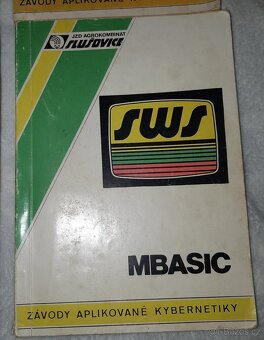 ZÁVODY APLIKOVANÉ
JZD AGROKOMBINÁT
SLUŠOVICE
SWS
MBASIC
ZÁVODY APLIKOVANÉ KYBERNETIKY